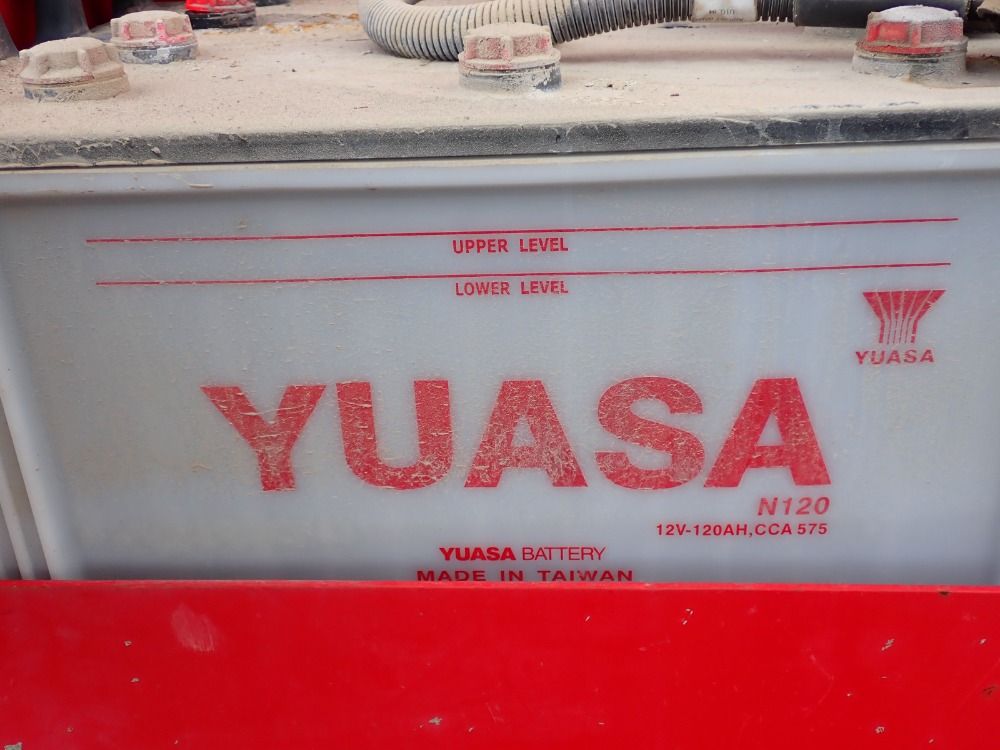 UPPER LEVEL
LOWER LEVEL
YUASA
YUASA
N120
12V-120AH,CCA 575
YUASA BATTERY
MADE IN TAIWAN